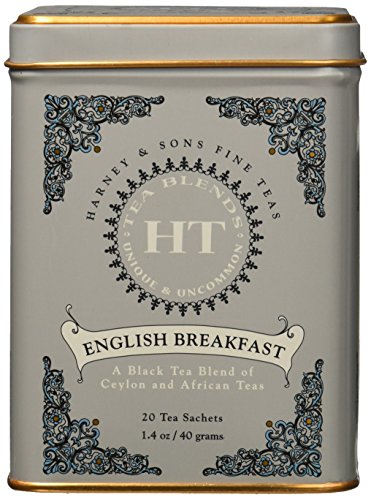 HARNEY & SONS FINE TEAS
TEA BLENDS
HT
UNIQUE & UNCOMMON
ENGLISH BREAKFAST
A Black Tea Blend of
Ceylon and African Teas
20 Tea Sachets
1.4 oz / 40 grams